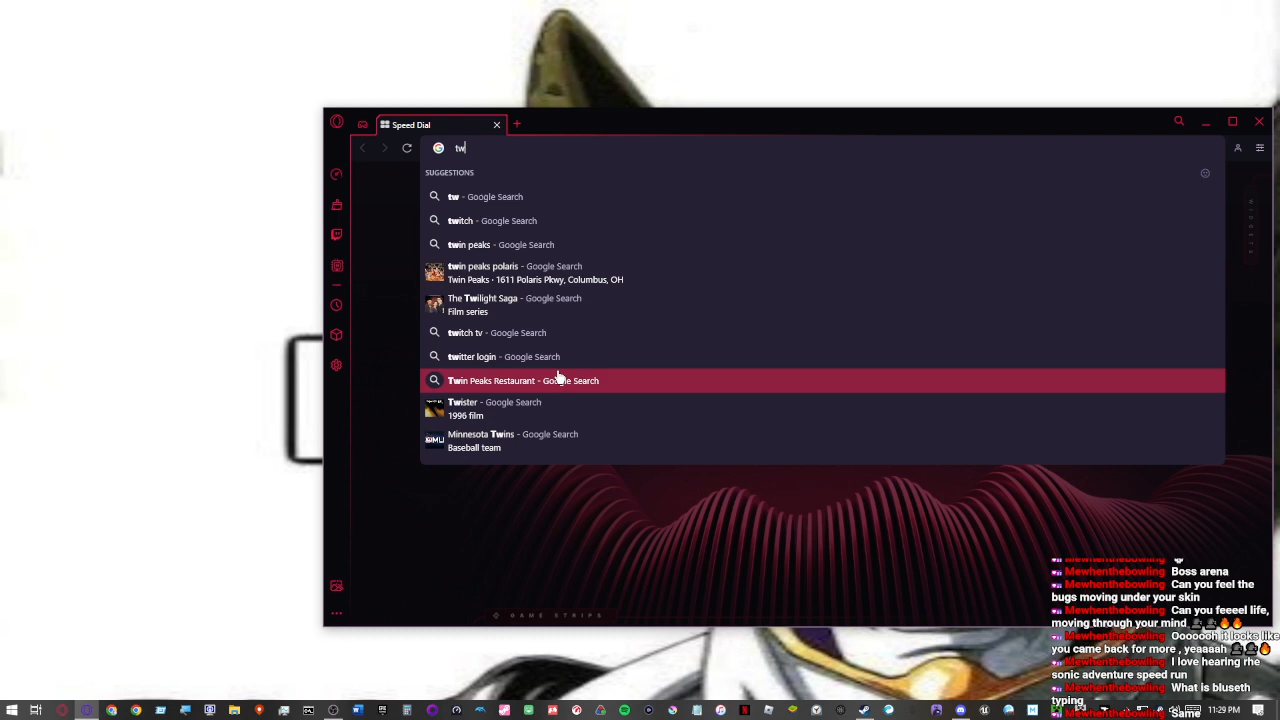 Speed Dial
tw
SUGGESTIONS
tw - Google Search
twitch - Google Search
twin peaks - Google Search
twin peaks polaris - Google Search
Twin Peaks · 1611 Polaris Pkwy, Columbus, OH
The Twilight Saga - Google Search
Film series
twitch tv - Google Search
twitter login - Google Search
Twin Peaks Restaurant - Google Search
Twister - Google Search
1996 film
Minnesota Twins - Google Search
Baseball team
GAME STRIPS
Mewhenthebowling
Mewhenthebowling Boss arena
Mewhenthebowling Can you feel the
bugs moving under your skin
Mewhenthebowling Can you feeeel life,
moving through your mind
Mewhenthebowling Ooooooh it looks like
you came back for more , yeaaaah
Mewhenthebowling I love hearing rhe
sonic adventure speed run
Mewhenthebowling What is bluseth
typing
11:29 PM